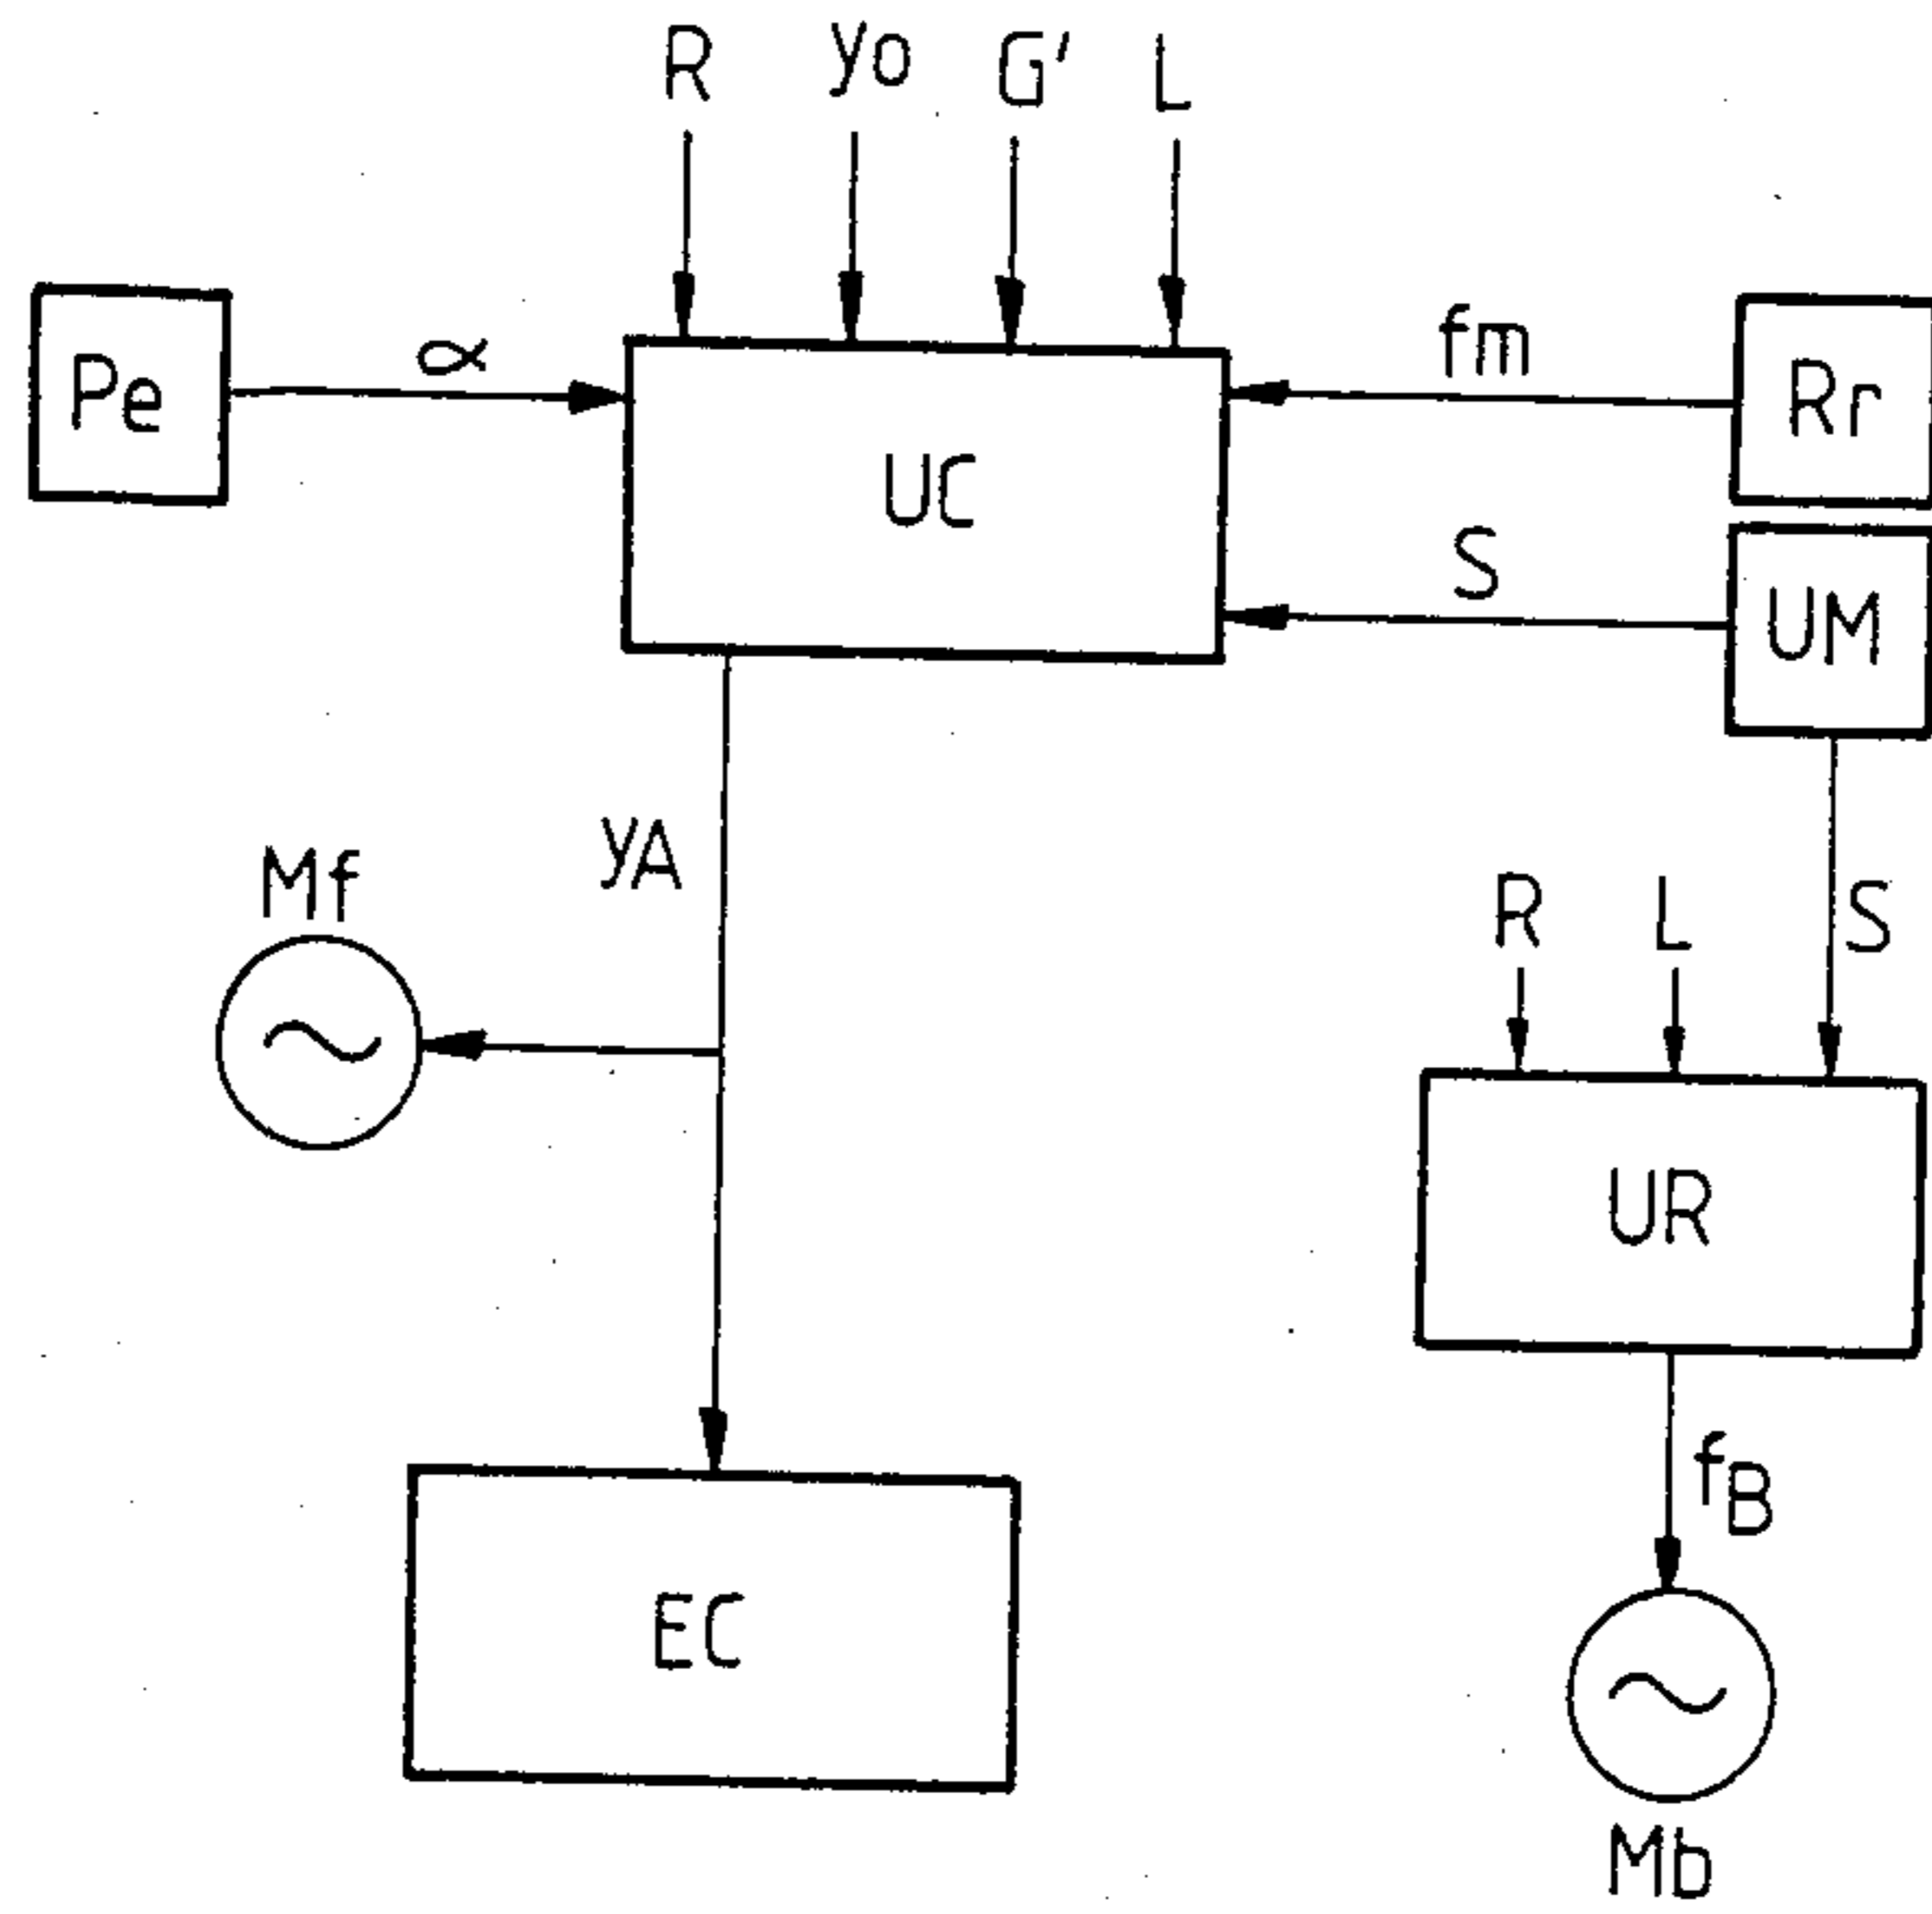 R yo G' L
Pe α fm Rr
UC
S UM
Mf yA R L S
UR
fB
EC
Mb